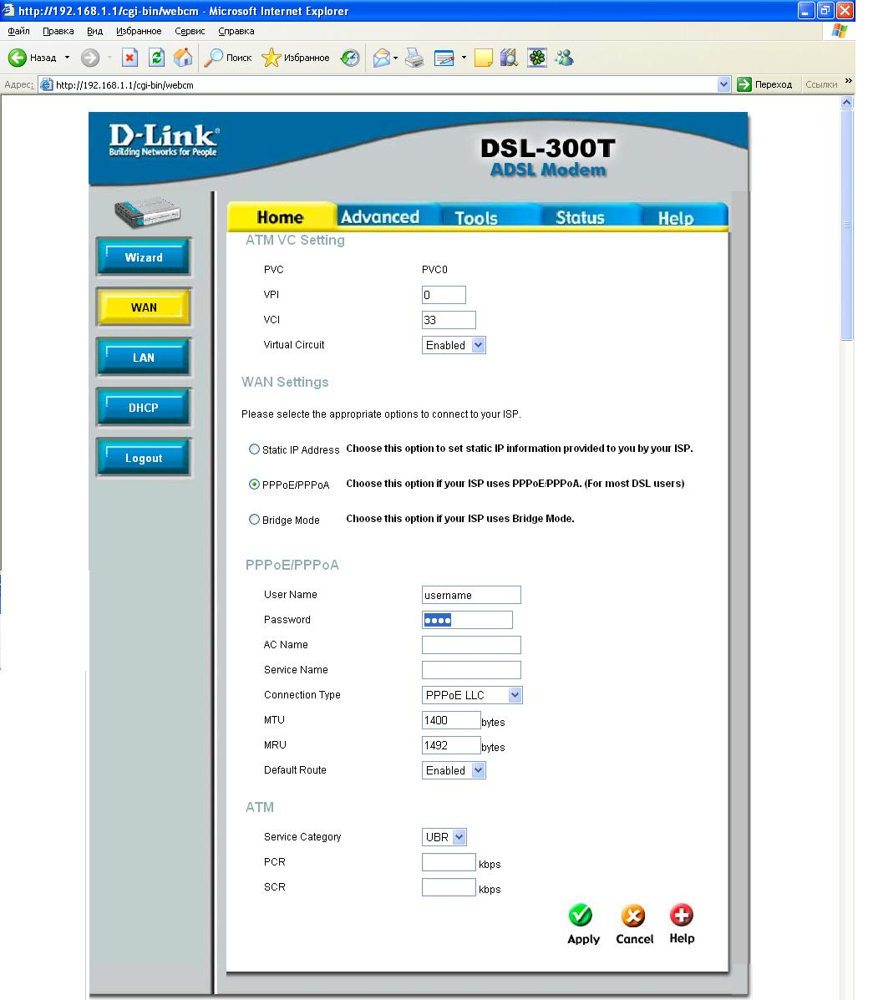 http://192.168.1.1/cgi-bin/webcm - Microsoft Internet Explorer
Файл Правка Вид Избранное Сервис Справка
Назад Поиск Избранное
Адрес: http://192.168.1.1/cgi-bin/webcm Переход Ссылки »
D-Link®
Building Networks for People
DSL-300T
ADSL Modem
Home Advanced Tools Status Help
Wizard
WAN
LAN
DHCP
Logout
ATM VC Setting
PVC PVC0
VPI 0
VCI 33
Virtual Circuit Enabled
WAN Settings
Please selecte the appropriate options to connect to your ISP.
Static IP Address Choose this option to set static IP information provided to you by your ISP.
PPPoE/PPPoA Choose this option if your ISP uses PPPoE/PPPoA. (For most DSL users)
Bridge Mode Choose this option if your ISP uses Bridge Mode.
PPPoE/PPPoA
User Name username
Password ••••
AC Name
Service Name
Connection Type PPPoE LLC
MTU 1400 bytes
MRU 1492 bytes
Default Route Enabled
ATM
Service Category UBR
PCR kbps
SCR kbps
Apply Cancel Help